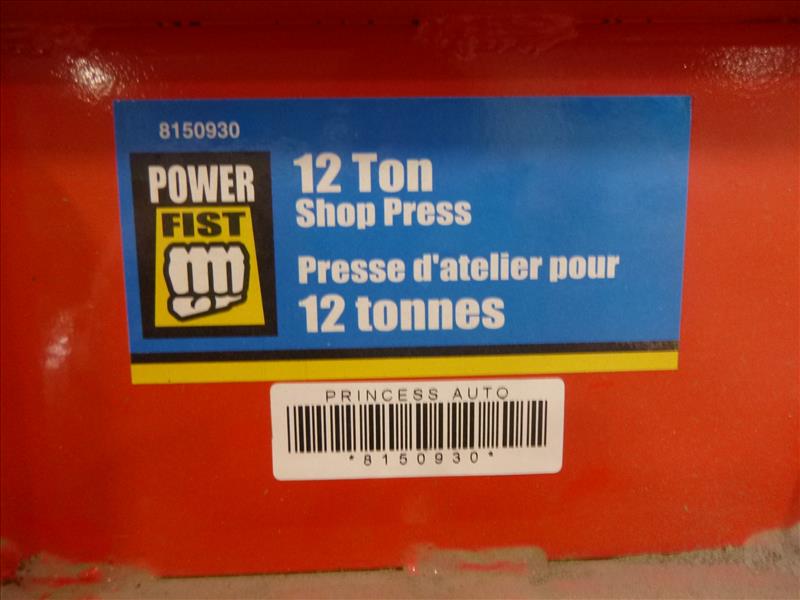 8150930
POWER
FIST
12 Ton
Shop Press
Presse d'atelier pour
12 tonnes
PRINCESS AUTO
*8150930*